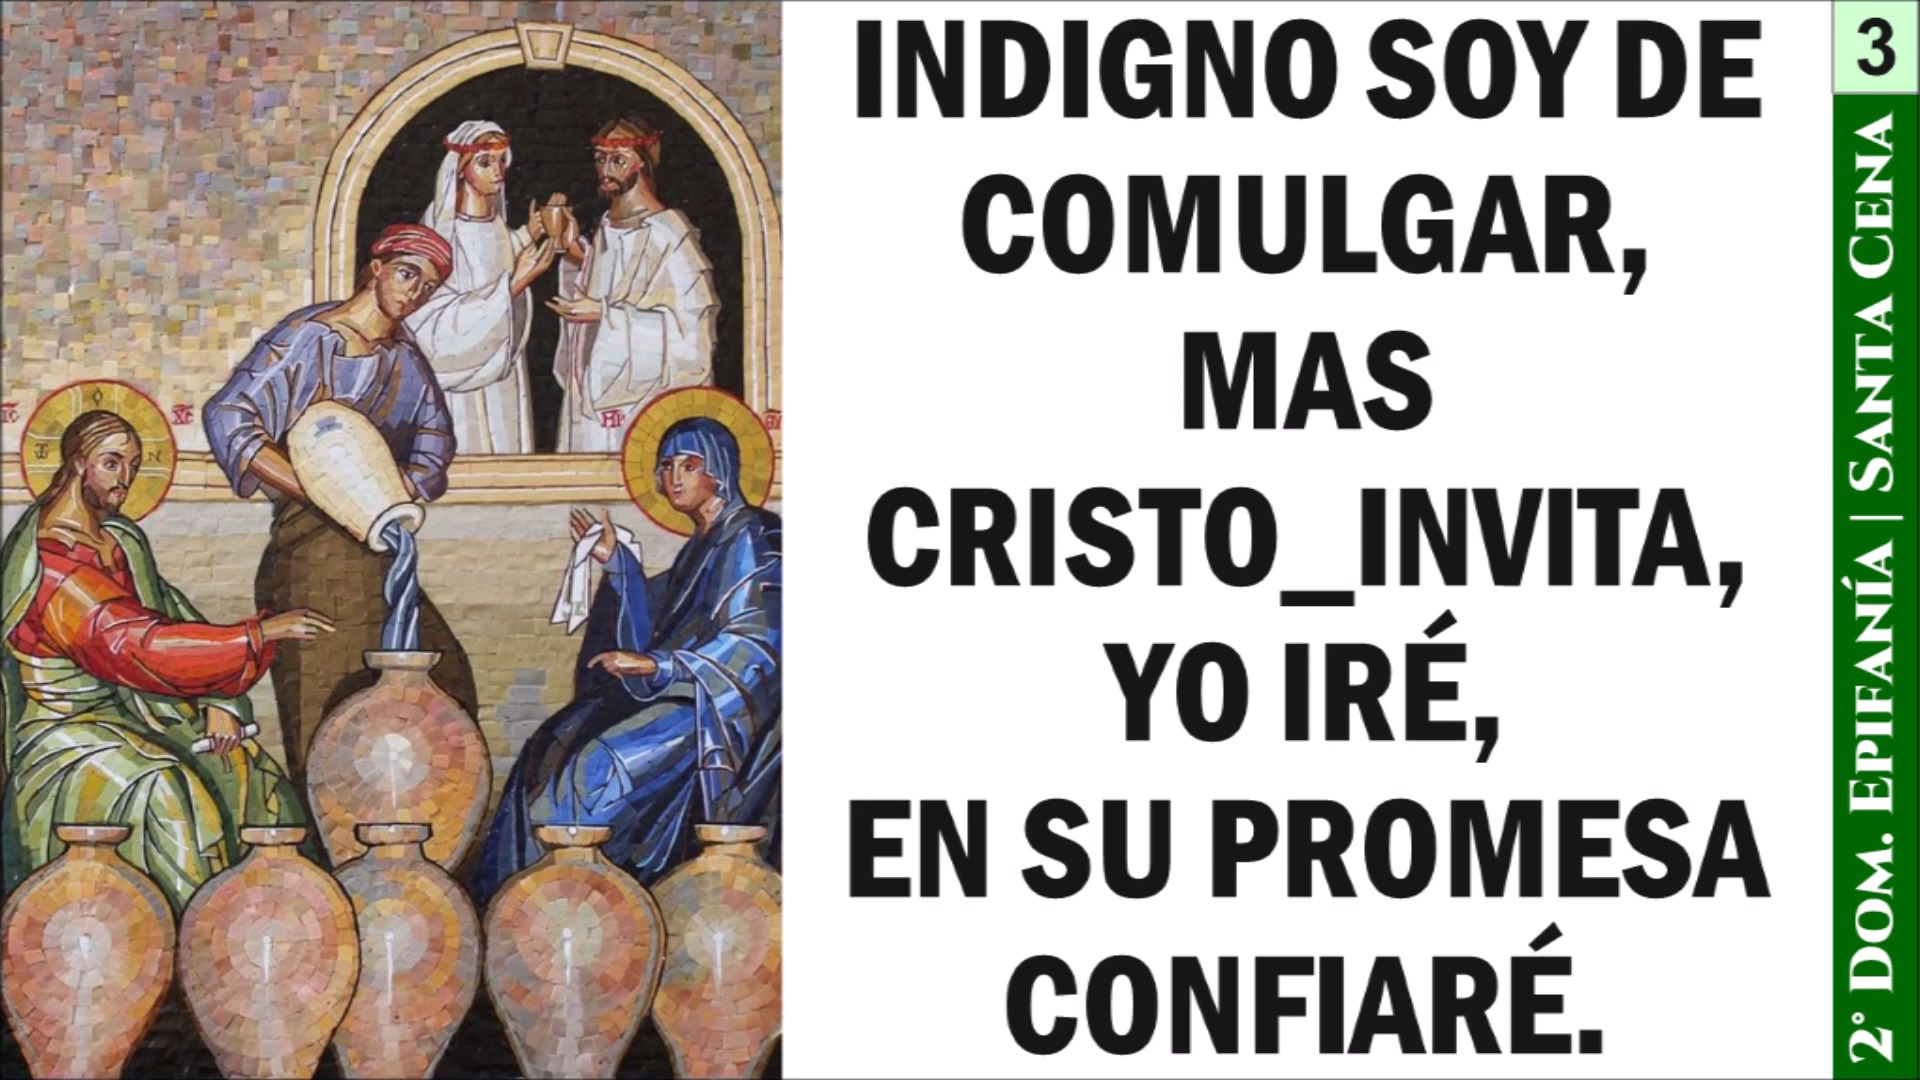 INDIGNO SOY DE
COMULGAR,
MAS
CRISTO_INVITA,
YO IRÉ,
EN SU PROMESA
CONFIARÉ.
3
2° DOM. EPIFANÍA | SANTA CENA